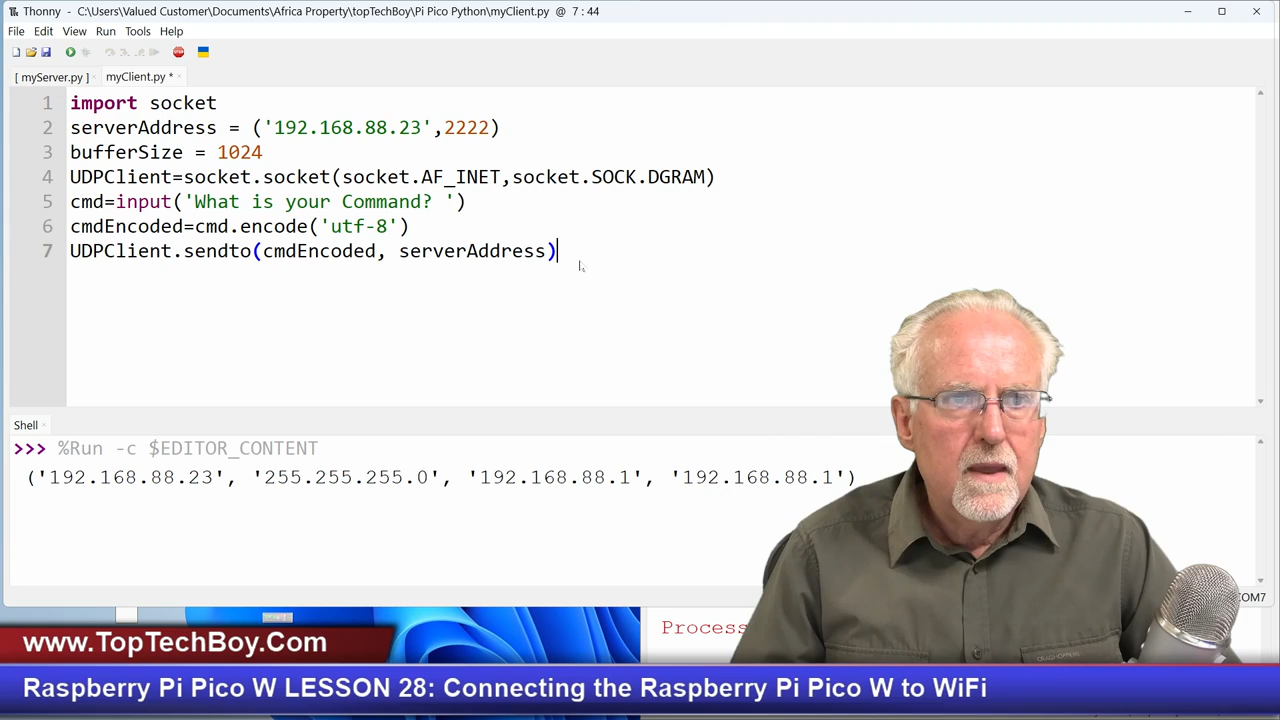 Thonny - C:\Users\Valued Customer\Documents\Africa Property\topTechBoy\Pi Pico Python\myClient.py @ 7 : 44
File Edit View Run Tools Help
[ myServer.py ] × myClient.py * ×
1 import socket
2 serverAddress = ('192.168.88.23',2222)
3 bufferSize = 1024
4 UDPClient=socket.socket(socket.AF_INET,socket.SOCK.DGRAM)
5 cmd=input('What is your Command? ')
6 cmdEncoded=cmd.encode('utf-8')
7 UDPClient.sendto(cmdEncoded, serverAddress)
Shell ×
>>> %Run -c $EDITOR_CONTENT
('192.168.88.23', '255.255.255.0', '192.168.88.1', '192.168.88.1')
COM7
Process
www.TopTechBoy.Com
Raspberry Pi Pico W LESSON 28: Connecting the Raspberry Pi Pico W to WiFi